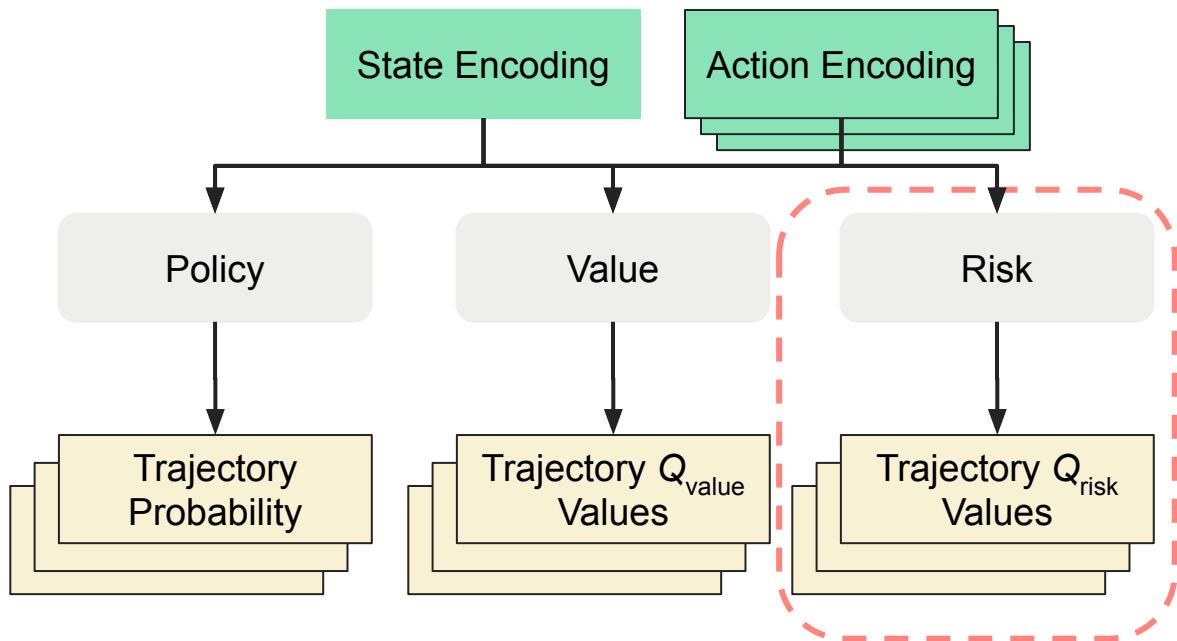 State Encoding
Action Encoding
Policy
Value
Risk
Trajectory
Probability
Trajectory Qvalue
Values
Trajectory Qrisk
Values